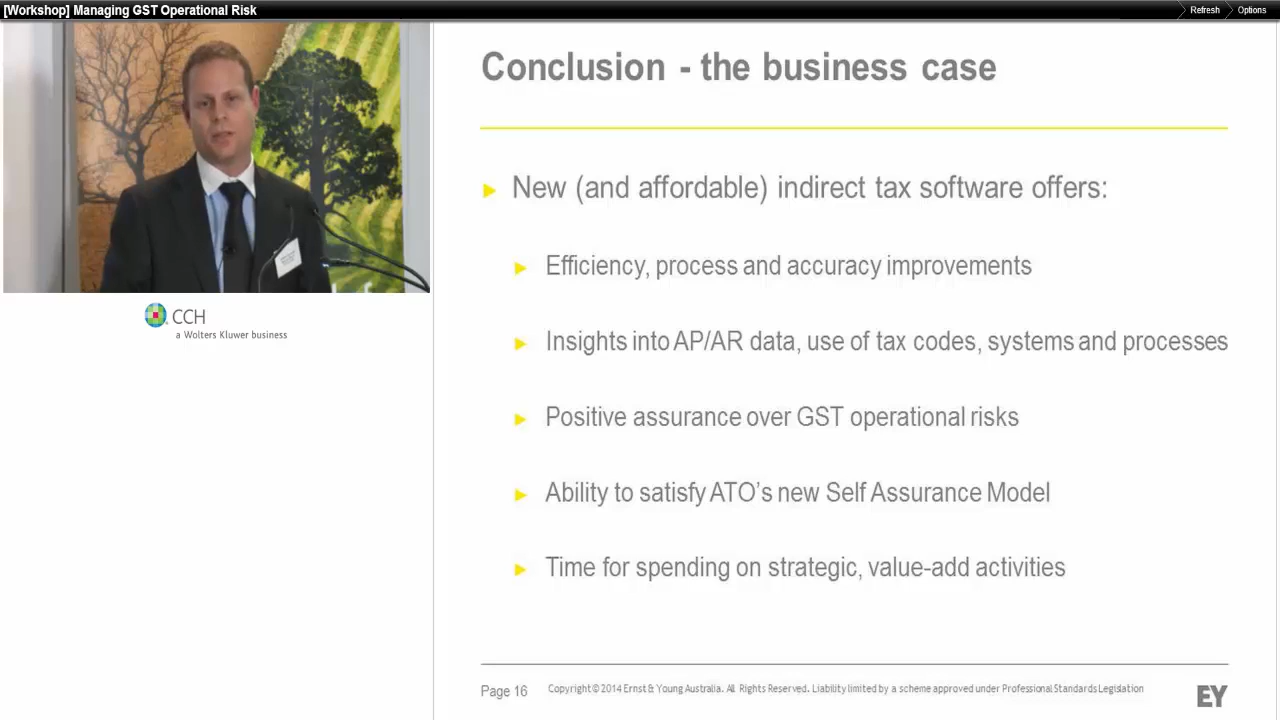 [Workshop] Managing GST Operational Risk
Refresh
Options
Conclusion - the business case
New (and affordable) indirect tax software offers:
Efficiency, process and accuracy improvements
Insights into AP/AR data, use of tax codes, systems and processes
Positive assurance over GST operational risks
Ability to satisfy ATO's new Self Assurance Model
Time for spending on strategic, value-add activities
CCH
a Wolters Kluwer business
Page 16
Copyright © 2014 Ernst & Young Australia. All Rights Reserved. Liability limited by a scheme approved under Professional Standards Legislation
EY